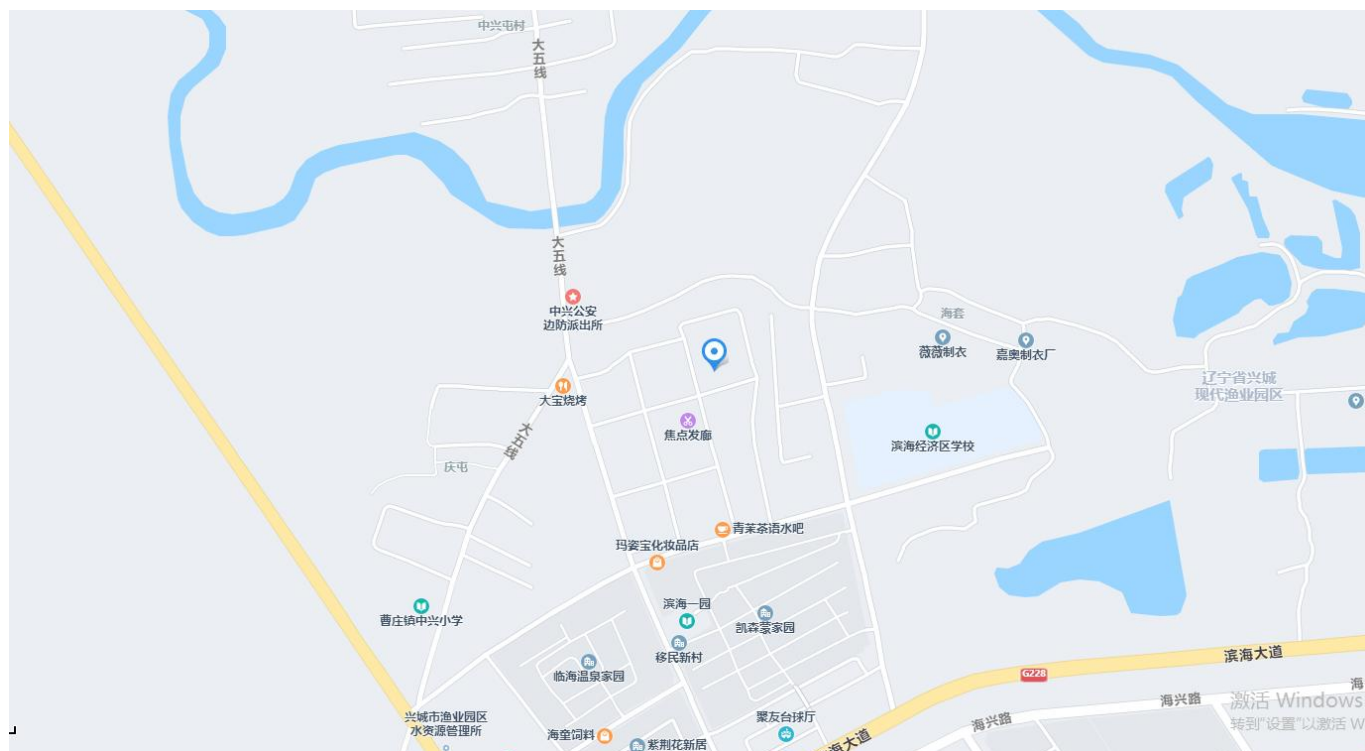 中兴屯村
大五线
大五线
中兴公安
边防派出所
海套
薇薇制衣
嘉奥制衣厂
辽宁省兴城
现代渔业园区
大宝烧烤
大五线
焦点发廊
滨海经济区学校
庆屯
青茉茶语水吧
玛姿宝化妆品店
曹庄镇中兴小学
滨海一园
凯森蒙家园
移民新村
临海温泉家园
滨海大道
G228
海
海兴路
激活 Windows
转到"设置"以激活 W
兴城市渔业园区
水资源管理所
聚友台球厅
海兴路
海童饲料
紫荆花新居
海大道